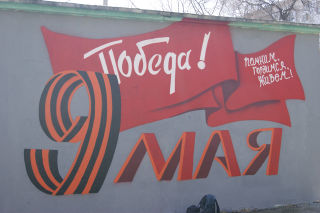 Победа!
помним,
гордимся,
живем!
9 МАЯ